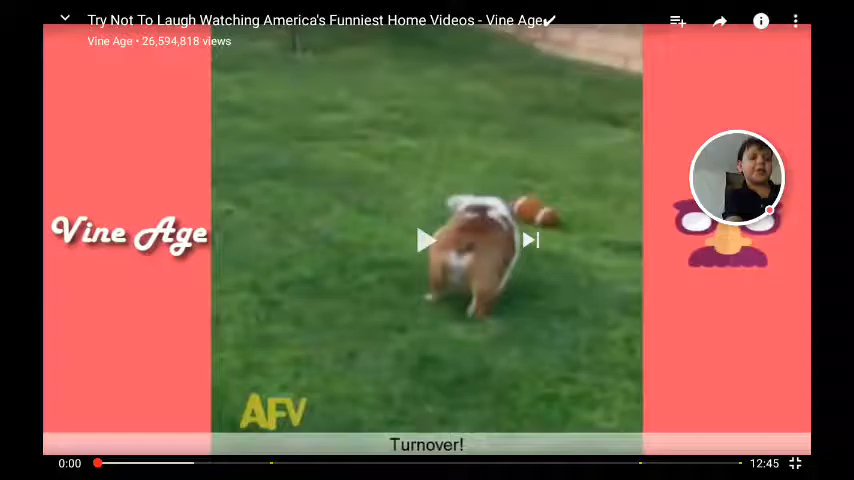 Try Not To Laugh Watching America's Funniest Home Videos - Vine Age✔
Vine Age • 26,594,818 views
Vine Age
AFV
Turnover!
0:00
12:45